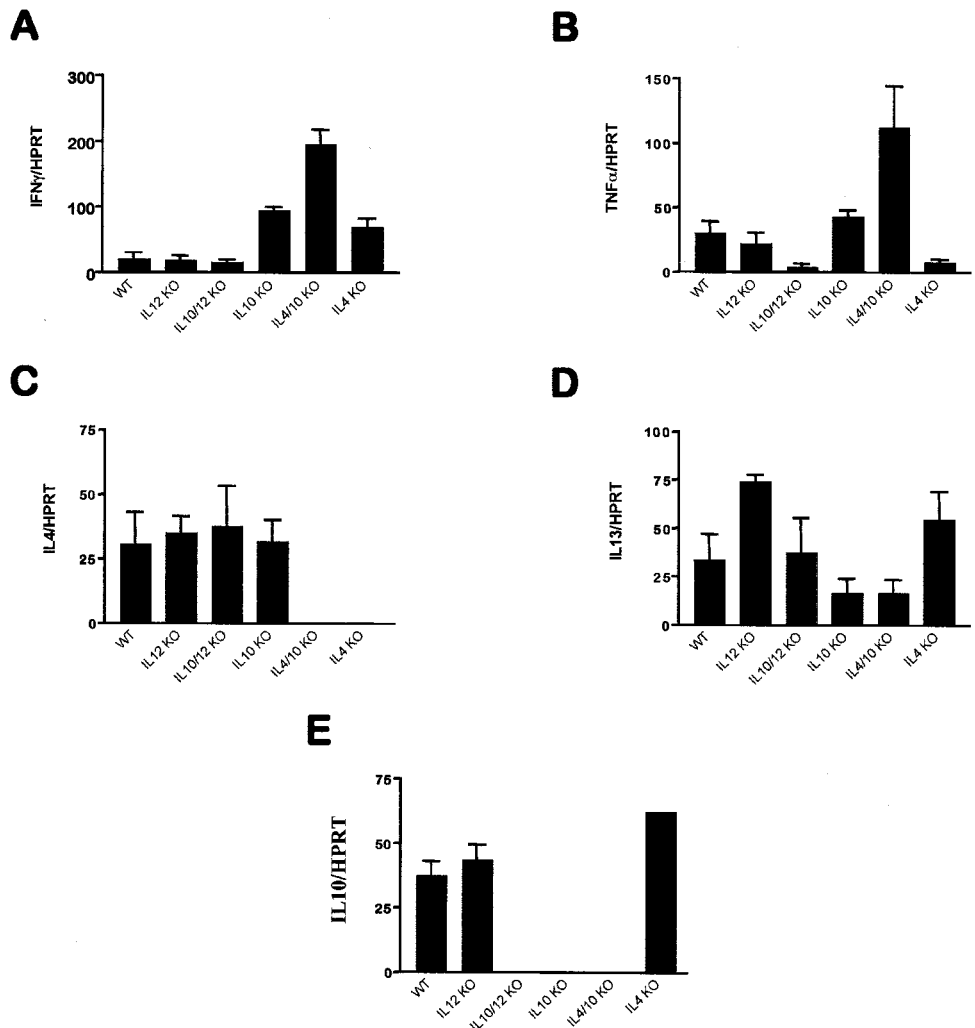 A
IFNγ/HPRT
300
200
100
0
WT
IL12 KO
IL10/12 KO
IL10 KO
IL4/10 KO
IL4 KO
B
TNFα/HPRT
150
100
50
0
WT
IL12 KO
IL10/12 KO
IL10 KO
IL4/10 KO
IL4 KO
C
IL4/HPRT
75
50
25
0
WT
IL12 KO
IL10/12 KO
IL10 KO
IL4/10 KO
IL4 KO
D
IL13/HPRT
100
75
50
25
0
WT
IL12 KO
IL10/12 KO
IL10 KO
IL4/10 KO
IL4 KO
E
IL10/HPRT
75
50
25
0
WT
IL12 KO
IL10/12 KO
IL10 KO
IL4/10 KO
IL4 KO